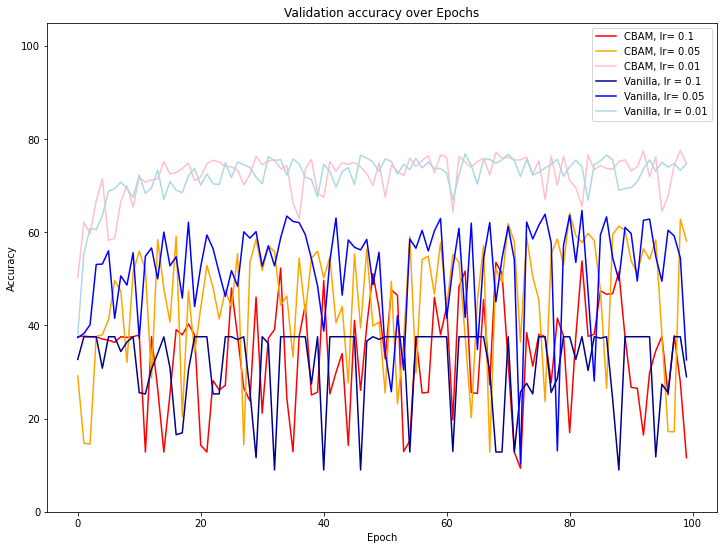 Validation accuracy over Epochs
CBAM, lr= 0.1
CBAM, lr= 0.05
CBAM, lr= 0.01
Vanilla, lr = 0.1
Vanilla, lr= 0.05
Vanilla, lr = 0.01
100
80
60
40
20
0
Accuracy
0 20 40 60 80 100
Epoch